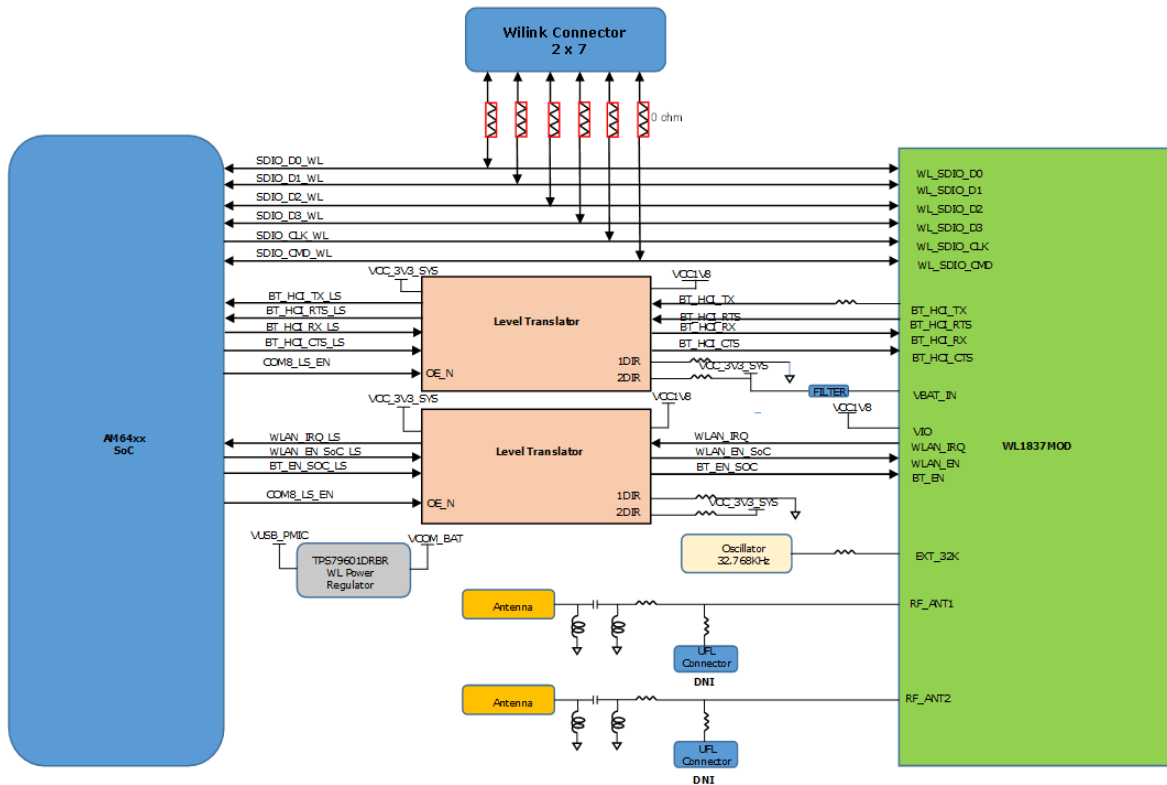 Wilink Connector
2 x 7
0 ohm
SDIO_D0_WL
SDIO_D1_WL
SDIO_D2_WL
SDIO_D3_WL
SDIO_CLK_WL
SDIO_CMD_WL
WL_SDIO_D0
WL_SDIO_D1
WL_SDIO_D2
WL_SDIO_D3
WL_SDIO_CLK
WL_SDIO_CMD
VCC_3V3_SYS
VCC1V8
BT_HCI_TX_LS
BT_HCI_RTS_LS
BT_HCI_RX_LS
BT_HCI_CTS_LS
COM8_LS_EN
Level Translator
OE_N
1DIR
2DIR
BT_HCI_TX
BT_HCI_RTS
BT_HCI_RX
BT_HCI_CTS
VCC_3V3_SYS
FILTER
BT_HCI_TX
BT_HCI_RTS
BT_HCI_RX
BT_HCI_CTS
VBAT_IN
VCC1V8
VIO
AM64xx
SoC
WL1837MOD
VCC_3V3_SYS
VCC1V8
WLAN_IRQ_LS
WLAN_EN_SoC_LS
BT_EN_SOC_LS
COM8_LS_EN
Level Translator
OE_N
1DIR
2DIR
WLAN_IRQ
WLAN_EN_SoC
BT_EN_SOC
VCC_3V3_SYS
WLAN_IRQ
WLAN_EN
BT_EN
VUSB_PMIC
VCOM_BAT
TPS79601DRBR
WL Power
Regulator
Oscillator
32.768KHz
EXT_32K
Antenna
RF_ANT1
UFL
Connector
DNI
Antenna
RF_ANT2
UFL
Connector
DNI